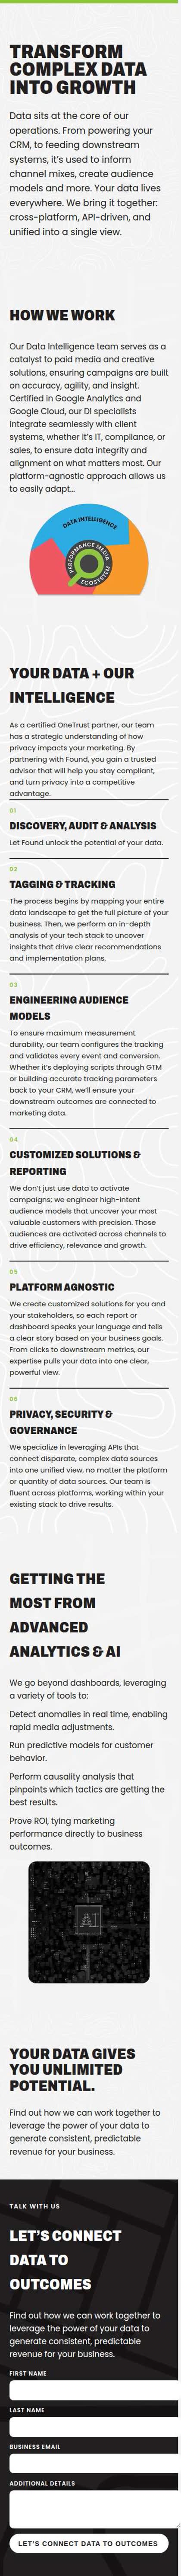 TRANSFORM
COMPLEX DATA
INTO GROWTH
Data sits at the core of our
operations. From powering your
CRM, to feeding downstream
systems, it's used to inform
channel mixes, create audience
models and more. Your data lives
everywhere. We bring it together:
cross-platform, API-driven, and
unified into a single view.
HOW WE WORK
Our Data Intelligence team serves as a
catalyst to paid media and creative
solutions, ensuring campaigns are built
on accuracy, agility, and insight.
Certified in Google Analytics and
Google Cloud, our DI specialists
integrate seamlessly with client
systems, whether it's IT, compliance, or
sales, to ensure data integrity and
alignment on what matters most. Our
platform-agnostic approach allows us
to easily adapt...
DATA INTELLIGENCE
PERFORMANCE MEDIA
ECOSYSTEM
YOUR DATA + OUR
INTELLIGENCE
As a certified OneTrust partner, our team
has a strategic understanding of how
privacy impacts your marketing. By
partnering with Found, you gain a trusted
advisor that will help you stay compliant,
and turn privacy into a competitive
advantage.
01
DISCOVERY, AUDIT & ANALYSIS
Let Found unlock the potential of your data.
02
TAGGING & TRACKING
The process begins by mapping your entire
data landscape to get the full picture of your
business. Then, we perform an in-depth
analysis of your tech stack to uncover
insights that drive clear recommendations
and implementation plans.
03
ENGINEERING AUDIENCE
MODELS
To ensure maximum measurement
durability, our team configures the tracking
and validates every event and conversion.
Whether it's deploying scripts through GTM
or building accurate tracking parameters
back to your CRM, we'll ensure your
downstream outcomes are connected to
marketing data.
04
CUSTOMIZED SOLUTIONS &
REPORTING
We don't just use data to activate
campaigns; we engineer high-intent
audience models that uncover your most
valuable customers with precision. Those
audiences are activated across channels to
drive efficiency, relevance and growth.
05
PLATFORM AGNOSTIC
We create customized solutions for you and
your stakeholders, so each report or
dashboard speaks your language and tells
a clear story based on your business goals.
From clicks to downstream metrics, our
expertise pulls your data into one clear,
powerful view.
06
PRIVACY, SECURITY &
GOVERNANCE
We specialize in leveraging APIs that
connect disparate, complex data sources
into one unified view, no matter the platform
or quantity of data sources. Our team is
fluent across platforms, working within your
existing stack to drive results.
GETTING THE
MOST FROM
ADVANCED
ANALYTICS & AI
We go beyond dashboards, leveraging
a variety of tools to:
Detect anomalies in real time, enabling
rapid media adjustments.
Run predictive models for customer
behavior.
Perform causality analysis that
pinpoints which tactics are getting the
best results.
Prove ROI, tying marketing
performance directly to business
outcomes.
AI
YOUR DATA GIVES
YOU UNLIMITED
POTENTIAL.
Find out how we can work together to
leverage the power of your data to
generate consistent, predictable
revenue for your business.
TALK WITH US
LET'S CONNECT
DATA TO
OUTCOMES
Find out how we can work together to
leverage the power of your data to
generate consistent, predictable
revenue for your business.
FIRST NAME
LAST NAME
BUSINESS EMAIL
ADDITIONAL DETAILS
LET'S CONNECT DATA TO OUTCOMES